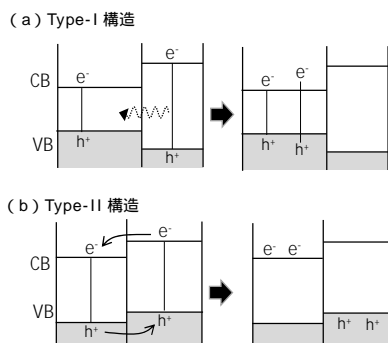 (a)Type-I 構造
e⁻
CB e⁻ e⁻ e⁻
VB h⁺ h⁺ h⁺
h⁺
(b)Type-II 構造
e⁻ e⁻
CB e⁻ e⁻
VB h⁺ h⁺ h⁺ h⁺